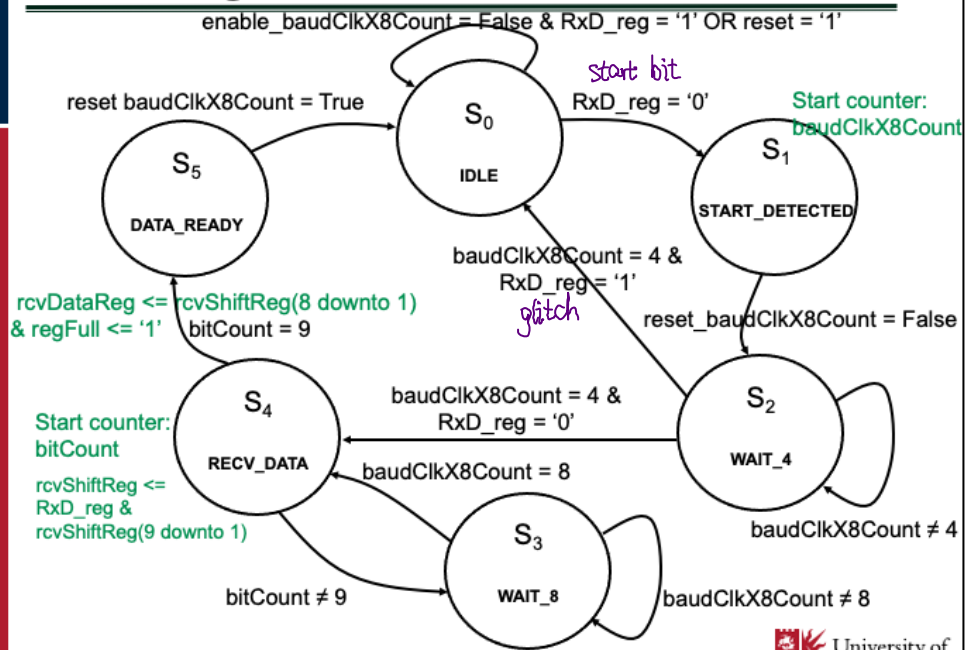 enable_baudClkX8Count = False & RxD_reg = ‘1’ OR reset = ‘1’
start bit
reset baudClkX8Count = True
RxD_reg = ‘0’
Start counter:
baudClkX8Count
S0
IDLE
S1
START_DETECTED
S5
DATA_READY
baudClkX8Count = 4 &
RxD_reg = ‘1’
glitch
rcvDataReg <= rcvShiftReg(8 downto 1)
& regFull <= ‘1’
bitCount = 9
reset_baudClkX8Count = False
S4
RECV_DATA
baudClkX8Count = 4 &
RxD_reg = ‘0’
S2
WAIT_4
Start counter:
bitCount
rcvShiftReg <=
RxD_reg &
rcvShiftReg(9 downto 1)
baudClkX8Count = 8
baudClkX8Count ≠ 4
S3
WAIT_8
bitCount ≠ 9
baudClkX8Count ≠ 8
University of